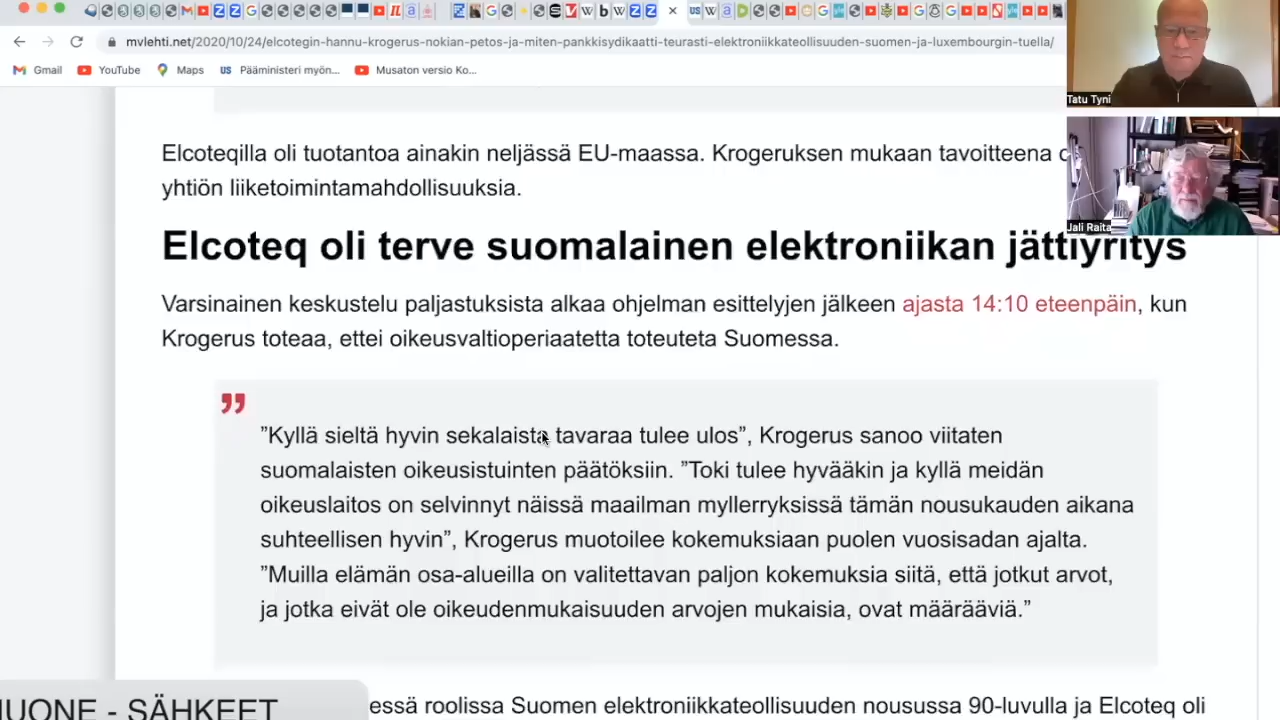 mvlehti.net/2020/10/24/elcotegin-hannu-krogerus-nokian-petos-ja-miten-pankkisydikaatti-teurasti-elektroniikkateollisuuden-suomen-ja-luxembourgin-tuella/
Gmail YouTube Maps US Pääministeri myön... Musaton versio Ko...
Tatu Tyni
Jali Raita
Elcoteqilla oli tuotantoa ainakin neljässä EU-maassa. Krogeruksen mukaan tavoitteena
yhtiön liiketoimintamahdollisuuksia.
Elcoteq oli terve suomalainen elektroniikan jättiyritys
Varsinainen keskustelu paljastuksista alkaa ohjelman esittelyjen jälkeen ajasta 14:10 eteenpäin, kun
Krogerus toteaa, ettei oikeusvaltioperiaatetta toteuteta Suomessa.
”Kyllä sieltä hyvin sekalaista tavaraa tulee ulos”, Krogerus sanoo viitaten
suomalaisten oikeusistuinten päätöksiin. ”Toki tulee hyvääkin ja kyllä meidän
oikeuslaitos on selvinnyt näissä maailman myllerryksissä tämän nousukauden aikana
suhteellisen hyvin”, Krogerus muotoilee kokemuksiaan puolen vuosisadan ajalta.
”Muilla elämän osa-alueilla on valitettavan paljon kokemuksia siitä, että jotkut arvot,
ja jotka eivät ole oikeudenmukaisuuden arvojen mukaisia, ovat määrääviä.”
essä roolissa Suomen elektroniikkateollisuuden nousussa 90-luvulla ja Elcoteq oli
HUONE - SÄHKEET